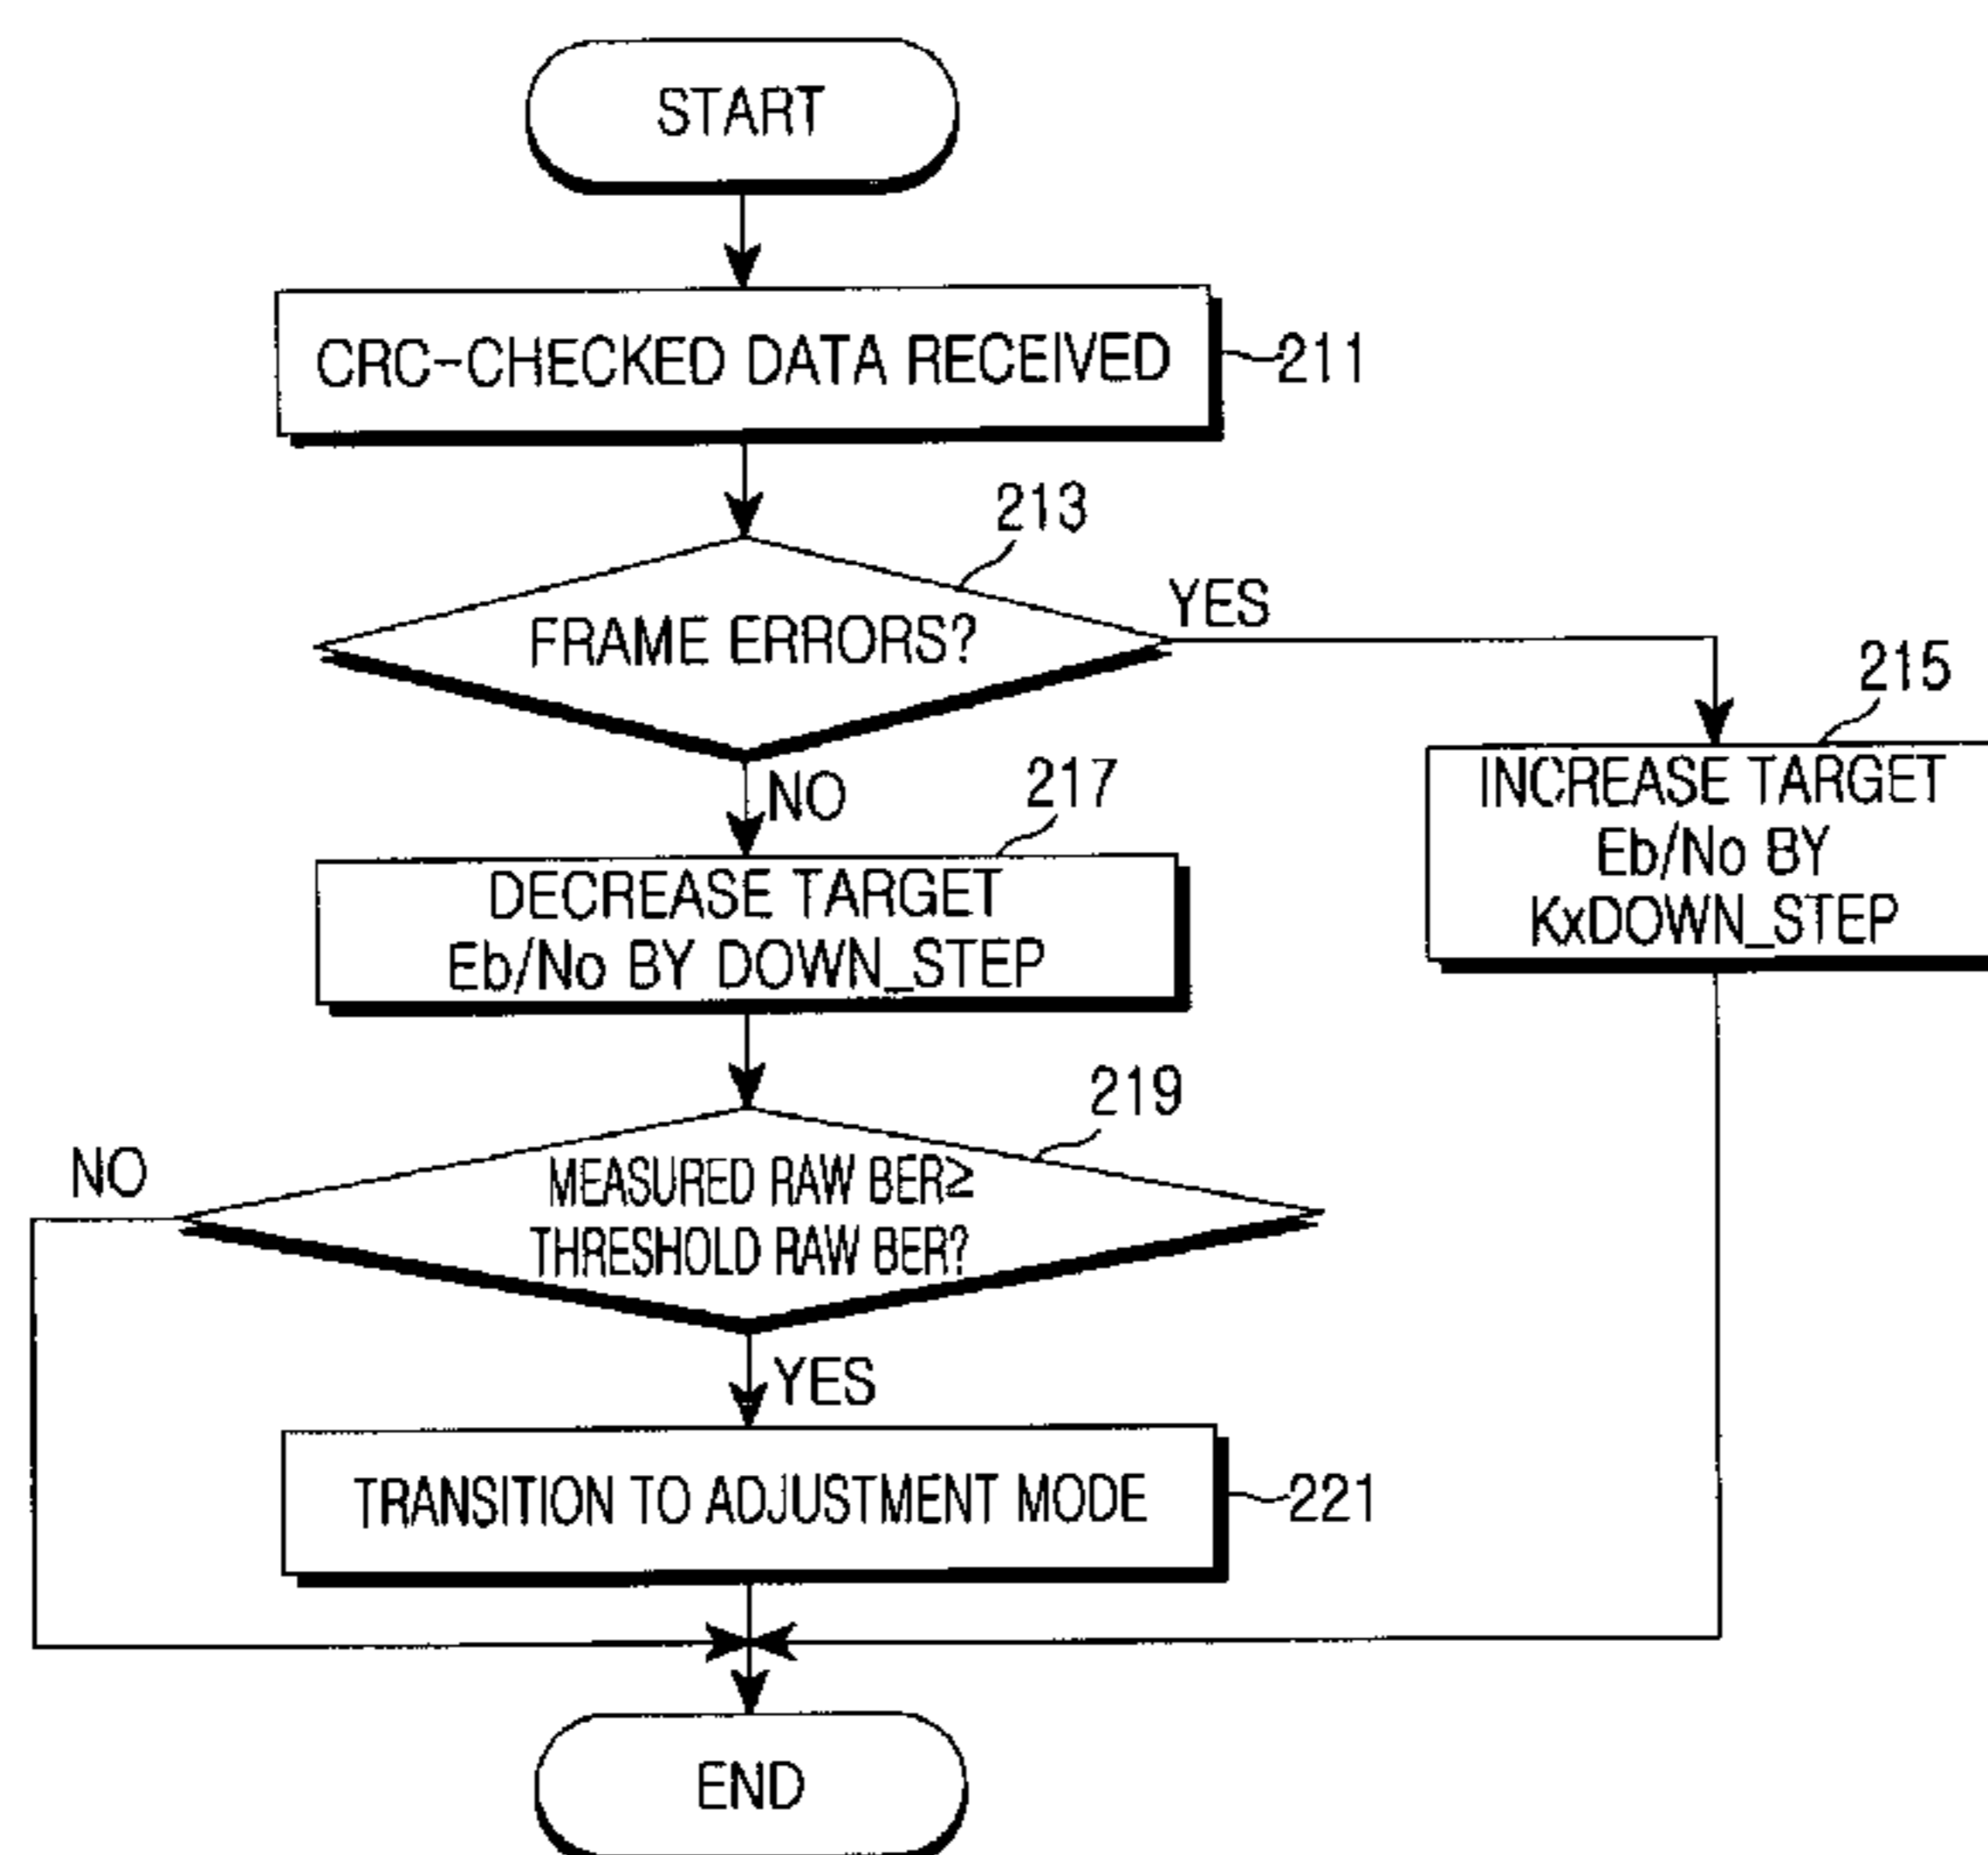 START
CRC-CHECKED DATA RECEIVED
211
213
FRAME ERRORS?
YES
215
INCREASE TARGET
Eb/No BY
KxDOWN_STEP
NO
217
DECREASE TARGET
Eb/No BY DOWN_STEP
219
NO
MEASURED RAW BER≥
THRESHOLD RAW BER?
YES
TRANSITION TO ADJUSTMENT MODE
221
END